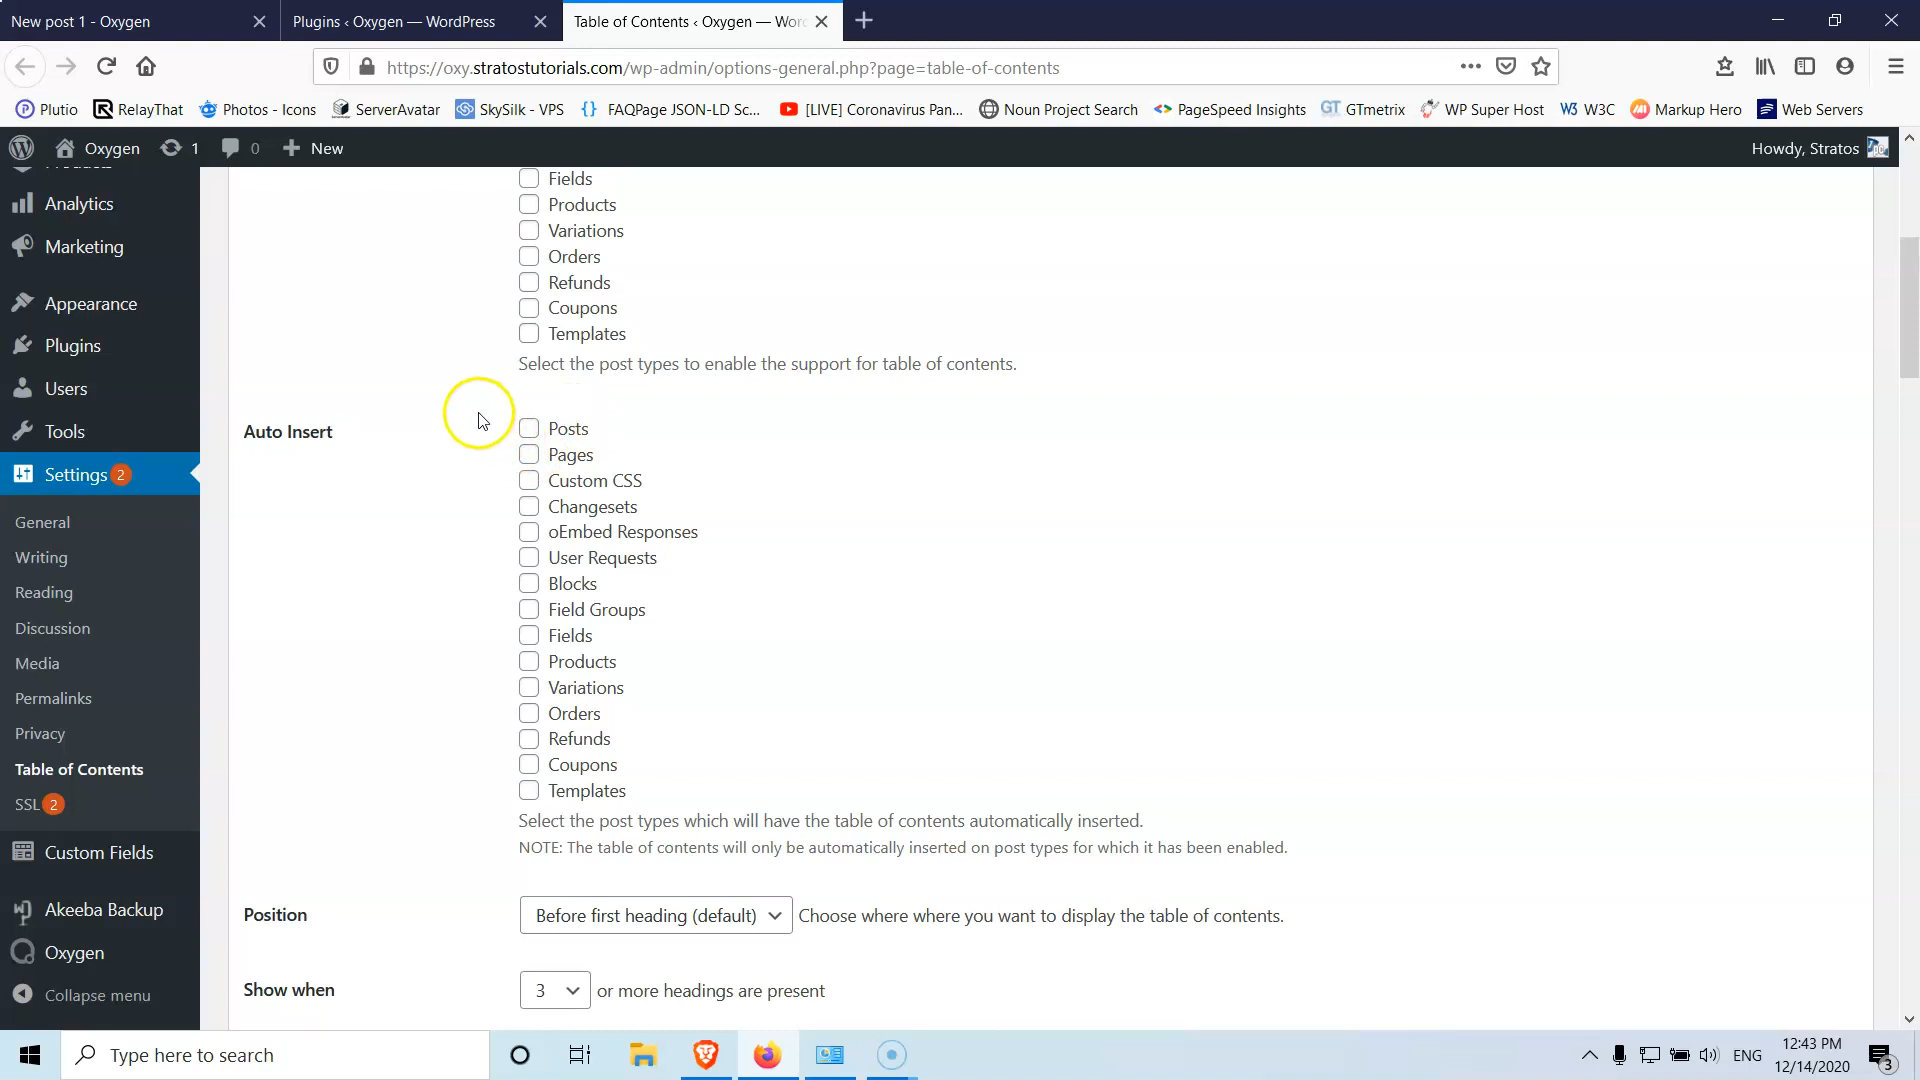 New post 1 - Oxygen
Plugins ‹ Oxygen — WordPress
Table of Contents ‹ Oxygen — Wor
https://oxy.stratostutorials.com/wp-admin/options-general.php?page=table-of-contents
Plutio
RelayThat
Photos - Icons
ServerAvatar
SkySilk - VPS
FAQPage JSON-LD Sc...
[LIVE] Coronavirus Pan...
Noun Project Search
PageSpeed Insights
GTmetrix
WP Super Host
W3C
Markup Hero
Web Servers
Oxygen
1
0
New
Howdy, Stratos
Analytics
Marketing
Appearance
Plugins
Users
Tools
Settings 2
General
Writing
Reading
Discussion
Media
Permalinks
Privacy
Table of Contents
SSL 2
Custom Fields
Akeeba Backup
Oxygen
Collapse menu
Fields
Products
Variations
Orders
Refunds
Coupons
Templates
Select the post types to enable the support for table of contents.
Auto Insert
Posts
Pages
Custom CSS
Changesets
oEmbed Responses
User Requests
Blocks
Field Groups
Fields
Products
Variations
Orders
Refunds
Coupons
Templates
Select the post types which will have the table of contents automatically inserted.
NOTE: The table of contents will only be automatically inserted on post types for which it has been enabled.
Position
Before first heading (default)
Choose where where you want to display the table of contents.
Show when
3
or more headings are present
Type here to search
ENG
12:43 PM
12/14/2020
3